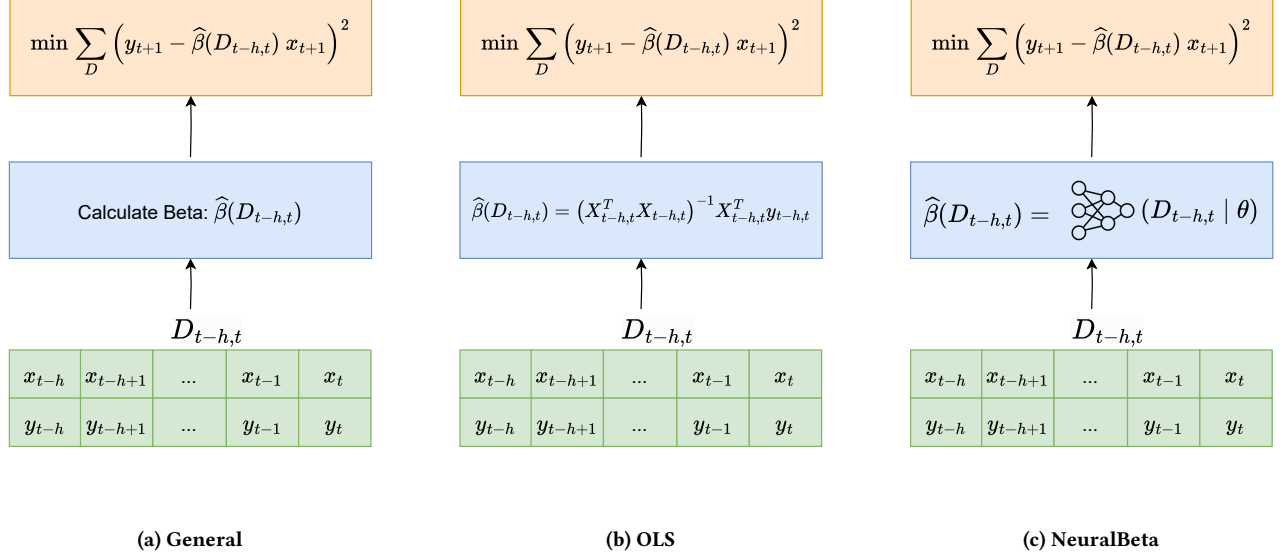 min ∑_D (y_{t+1} − β̂(D_{t−h,t}) x_{t+1})²
Calculate Beta: β̂(D_{t−h,t})
D_{t−h,t}
x_{t−h} x_{t−h+1} ... x_{t−1} x_t
y_{t−h} y_{t−h+1} ... y_{t−1} y_t
(a) General
min ∑_D (y_{t+1} − β̂(D_{t−h,t}) x_{t+1})²
β̂(D_{t−h,t}) = (X^T_{t−h,t} X_{t−h,t})^{−1} X^T_{t−h,t} y_{t−h,t}
D_{t−h,t}
x_{t−h} x_{t−h+1} ... x_{t−1} x_t
y_{t−h} y_{t−h+1} ... y_{t−1} y_t
(b) OLS
min ∑_D (y_{t+1} − β̂(D_{t−h,t}) x_{t+1})²
β̂(D_{t−h,t}) = (D_{t−h,t} | θ)
D_{t−h,t}
x_{t−h} x_{t−h+1} ... x_{t−1} x_t
y_{t−h} y_{t−h+1} ... y_{t−1} y_t
(c) NeuralBeta